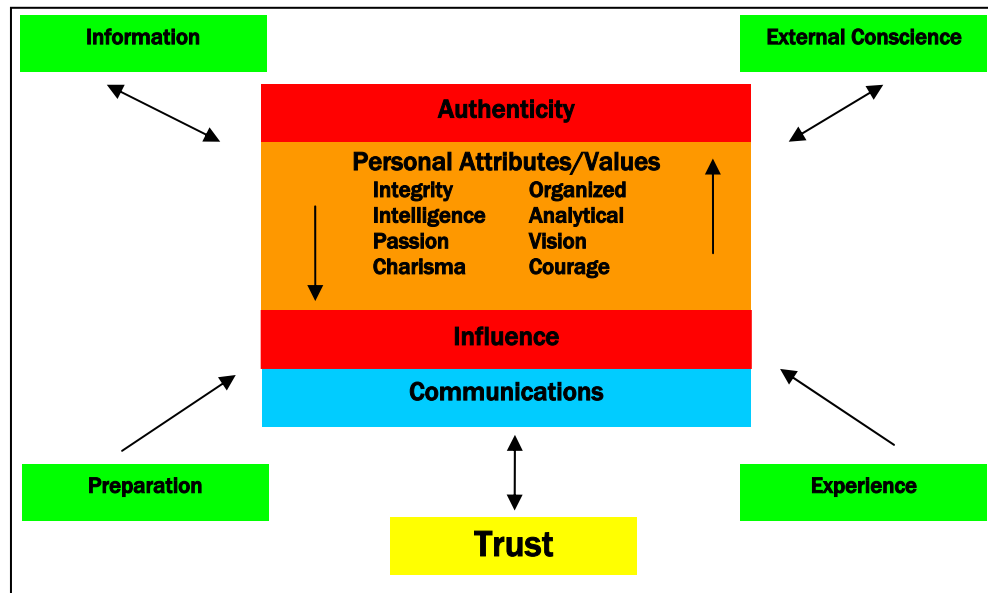 Information
External Conscience
Authenticity
Personal Attributes/Values
Integrity Organized
Intelligence Analytical
Passion Vision
Charisma Courage
Influence
Communications
Preparation
Experience
Trust